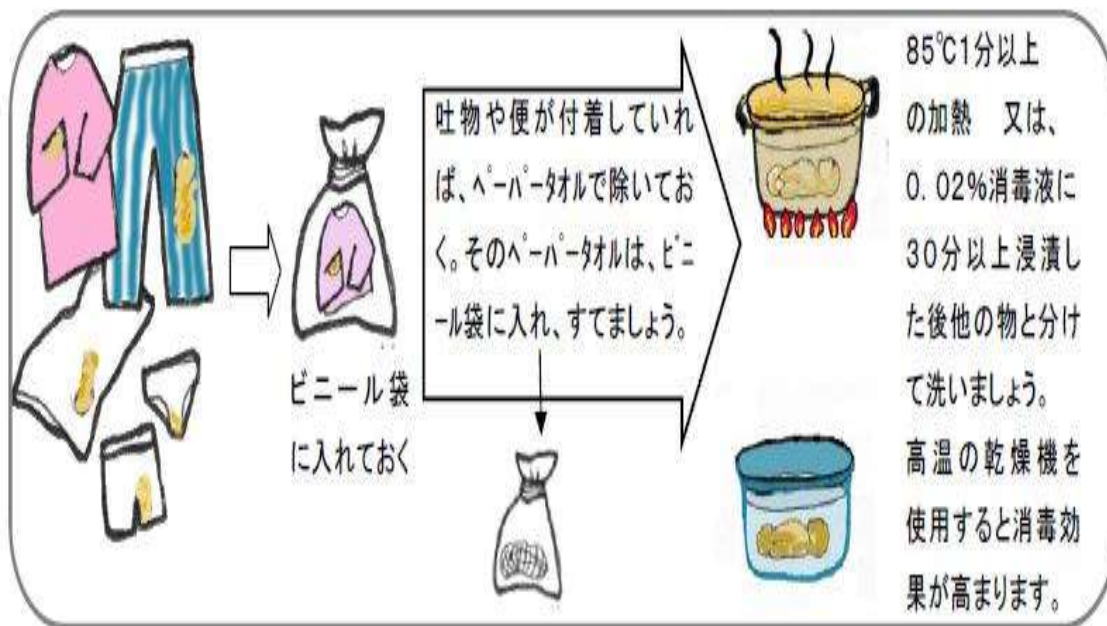 ビニール袋
に入れておく
吐物や便が付着していれ
ば、ﾍﾟｰﾊﾟｰタオルで除いてお
く。そのﾍﾟｰﾊﾟｰタオルは、ﾋﾞﾆ
ｰル袋に入れ、すてましょう。
85℃1分以上
の加熱　又は、
0.02%消毒液に
30分以上浸漬し
た後他の物と分け
て洗いましょう。
高温の乾燥機を
使用すると消毒効
果が高まります。